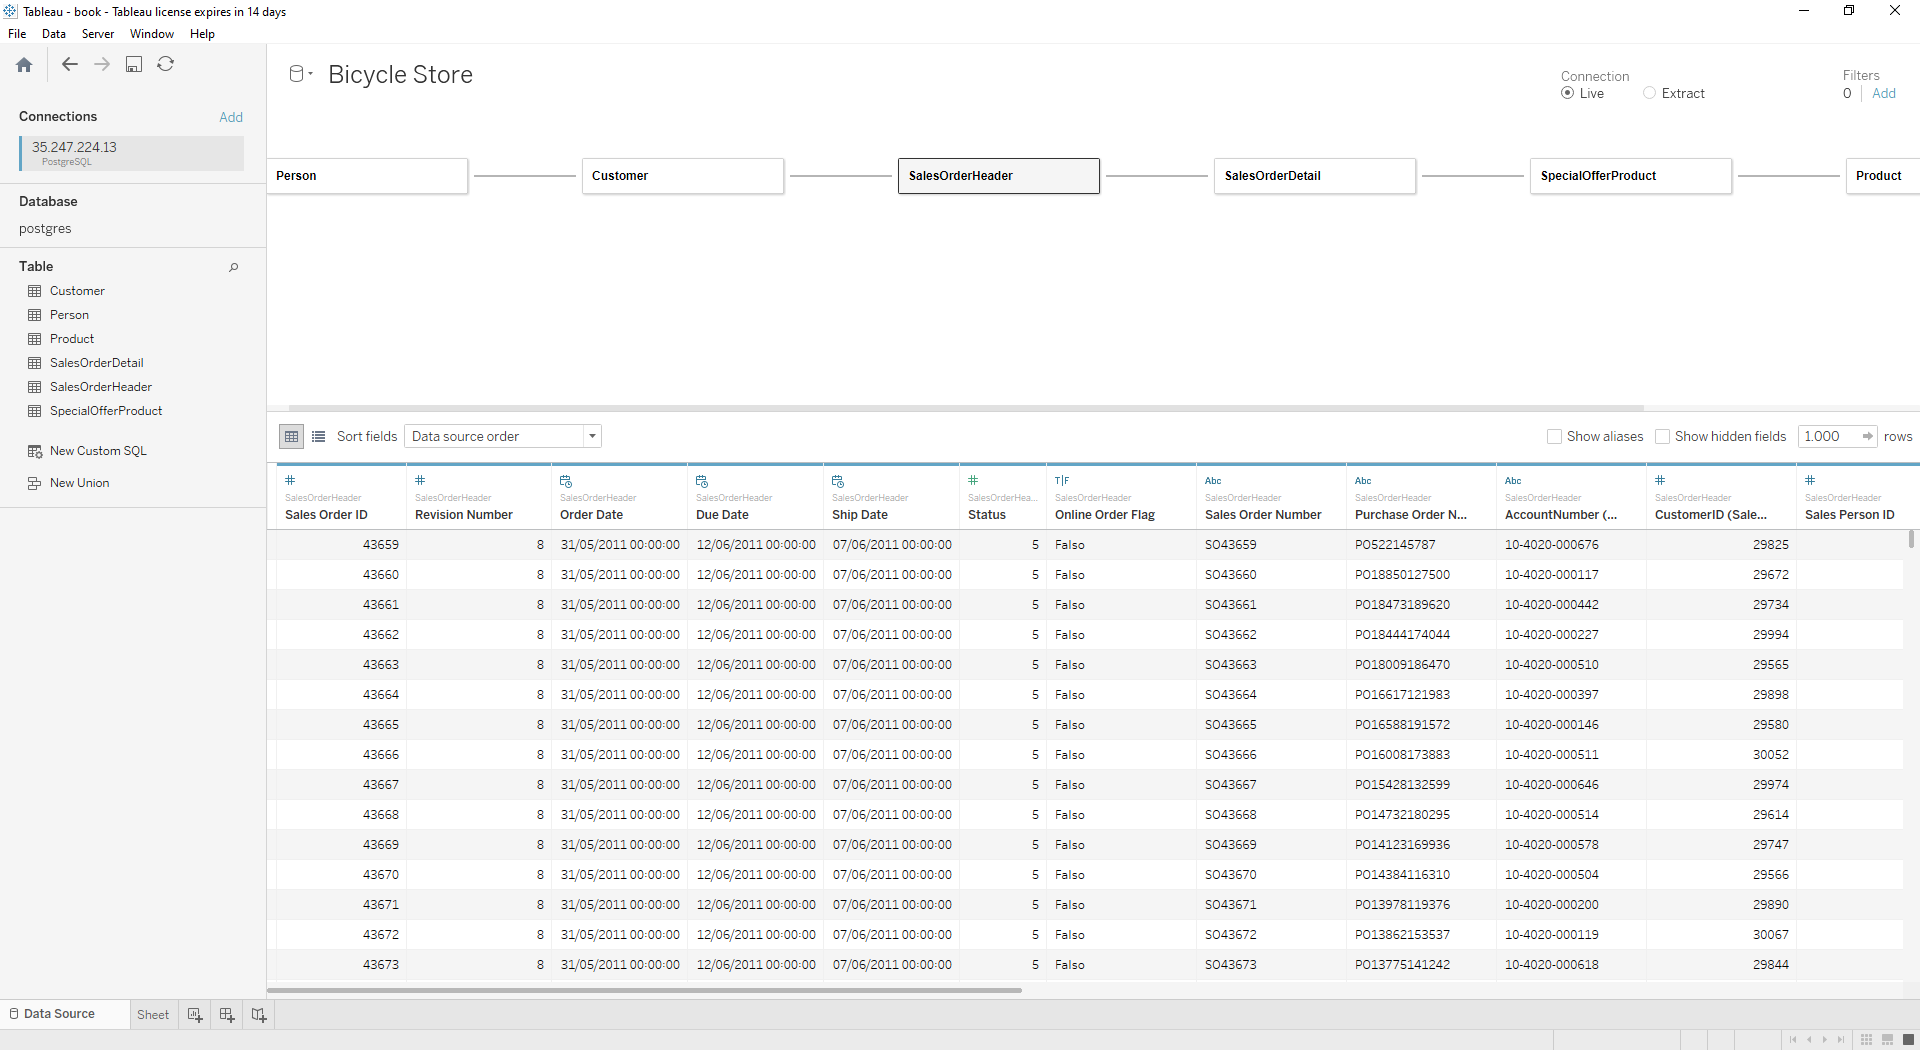 Tableau - book - Tableau license expires in 14 days
File Data Server Window Help
Connections Add
35.247.224.13
PostgreSQL
Database
postgres
Table
Customer
Person
Product
SalesOrderDetail
SalesOrderHeader
SpecialOfferProduct
New Custom SQL
New Union
Bicycle Store
Connection
Live Extract
Filters
0 Add
Person Customer SalesOrderHeader SalesOrderDetail SpecialOfferProduct Product
Sort fields Data source order Show aliases Show hidden fields 1.000 rows
# # # T|F Abc Abc Abc # #
SalesOrderHeader SalesOrderHeader SalesOrderHeader SalesOrderHeader SalesOrderHeader SalesOrderHea... SalesOrderHeader SalesOrderHeader SalesOrderHeader SalesOrderHeader SalesOrderHeader SalesOrderHeader
Sales Order ID Revision Number Order Date Due Date Ship Date Status Online Order Flag Sales Order Number Purchase Order N... AccountNumber (... CustomerID (Sale... Sales Person ID
43659 8 31/05/2011 00:00:00 12/06/2011 00:00:00 07/06/2011 00:00:00 5 Falso SO43659 PO522145787 10-4020-000676 29825
43660 8 31/05/2011 00:00:00 12/06/2011 00:00:00 07/06/2011 00:00:00 5 Falso SO43660 PO18850127500 10-4020-000117 29672
43661 8 31/05/2011 00:00:00 12/06/2011 00:00:00 07/06/2011 00:00:00 5 Falso SO43661 PO18473189620 10-4020-000442 29734
43662 8 31/05/2011 00:00:00 12/06/2011 00:00:00 07/06/2011 00:00:00 5 Falso SO43662 PO18444174044 10-4020-000227 29994
43663 8 31/05/2011 00:00:00 12/06/2011 00:00:00 07/06/2011 00:00:00 5 Falso SO43663 PO18009186470 10-4020-000510 29565
43664 8 31/05/2011 00:00:00 12/06/2011 00:00:00 07/06/2011 00:00:00 5 Falso SO43664 PO16617121983 10-4020-000397 29898
43665 8 31/05/2011 00:00:00 12/06/2011 00:00:00 07/06/2011 00:00:00 5 Falso SO43665 PO16588191572 10-4020-000146 29580
43666 8 31/05/2011 00:00:00 12/06/2011 00:00:00 07/06/2011 00:00:00 5 Falso SO43666 PO16008173883 10-4020-000511 30052
43667 8 31/05/2011 00:00:00 12/06/2011 00:00:00 07/06/2011 00:00:00 5 Falso SO43667 PO15428132599 10-4020-000646 29974
43668 8 31/05/2011 00:00:00 12/06/2011 00:00:00 07/06/2011 00:00:00 5 Falso SO43668 PO14732180295 10-4020-000514 29614
43669 8 31/05/2011 00:00:00 12/06/2011 00:00:00 07/06/2011 00:00:00 5 Falso SO43669 PO14123169936 10-4020-000578 29747
43670 8 31/05/2011 00:00:00 12/06/2011 00:00:00 07/06/2011 00:00:00 5 Falso SO43670 PO14384116310 10-4020-000504 29566
43671 8 31/05/2011 00:00:00 12/06/2011 00:00:00 07/06/2011 00:00:00 5 Falso SO43671 PO13978119376 10-4020-000200 29890
43672 8 31/05/2011 00:00:00 12/06/2011 00:00:00 07/06/2011 00:00:00 5 Falso SO43672 PO13862153537 10-4020-000119 30067
43673 8 31/05/2011 00:00:00 12/06/2011 00:00:00 07/06/2011 00:00:00 5 Falso SO43673 PO13775141242 10-4020-000618 29844
Data Source Sheet